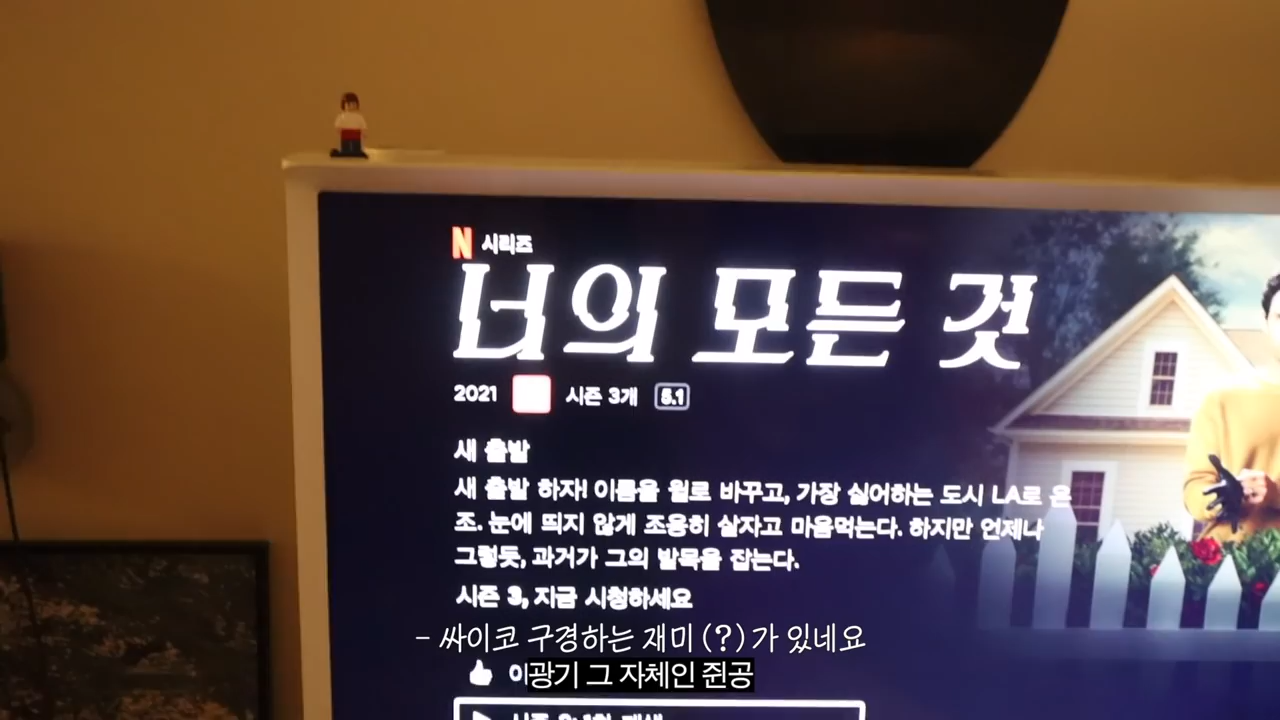 N 시리즈
너의 모든 것
2021 시즌 3개 5.1
새 출발
새 출발 하자! 이름을 윌로 바꾸고, 가장 싫어하는 도시 LA로 온
조. 눈에 띄지 않게 조용히 살자고 마음먹는다. 하지만 언제나
그렇듯, 과거가 그의 발목을 잡는다.
시즌 3, 지금 시청하세요
- 싸이코 구경하는 재미(?)가 있네요
광기 그 자체인 쥔공